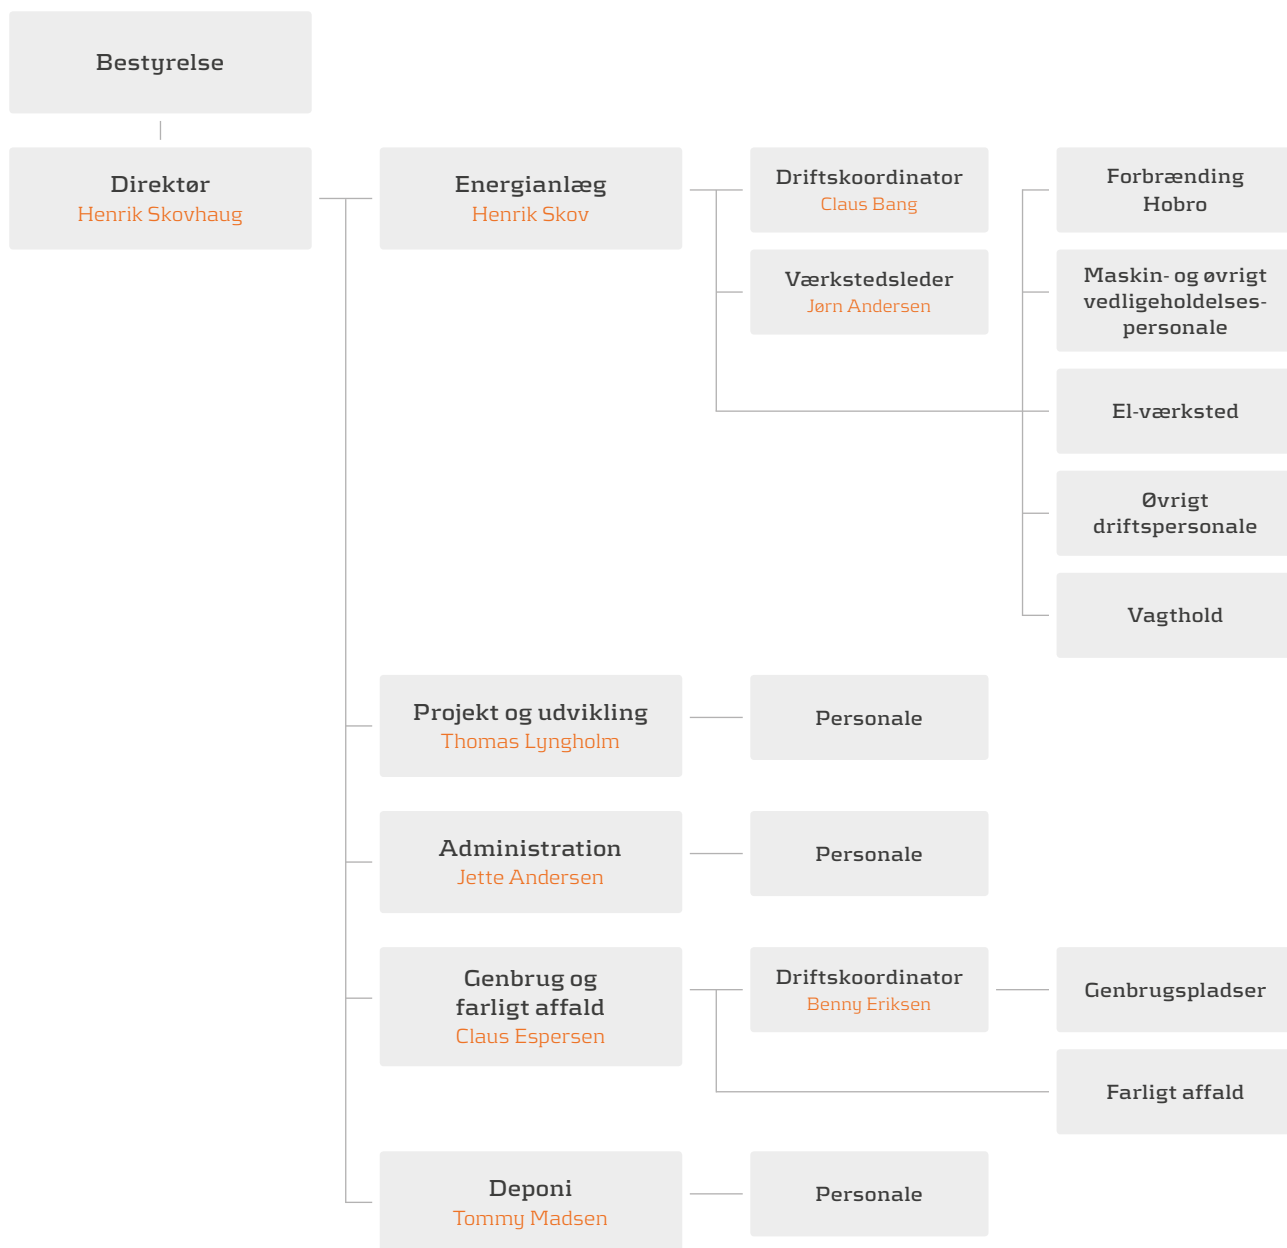 Bestyrelse
Direktør
Henrik Skovhaug
Energianlæg
Henrik Skov
Driftskoordinator
Claus Bang
Værkstedsleder
Jørn Andersen
Forbrænding
Hobro
Maskin- og øvrigt
vedligeholdelses-
personale
El-værksted
Øvrigt
driftspersonale
Vagthold
Projekt og udvikling
Thomas Lyngholm
Personale
Administration
Jette Andersen
Personale
Genbrug og
farligt affald
Claus Espersen
Driftskoordinator
Benny Eriksen
Genbrugspladser
Farligt affald
Deponi
Tommy Madsen
Personale